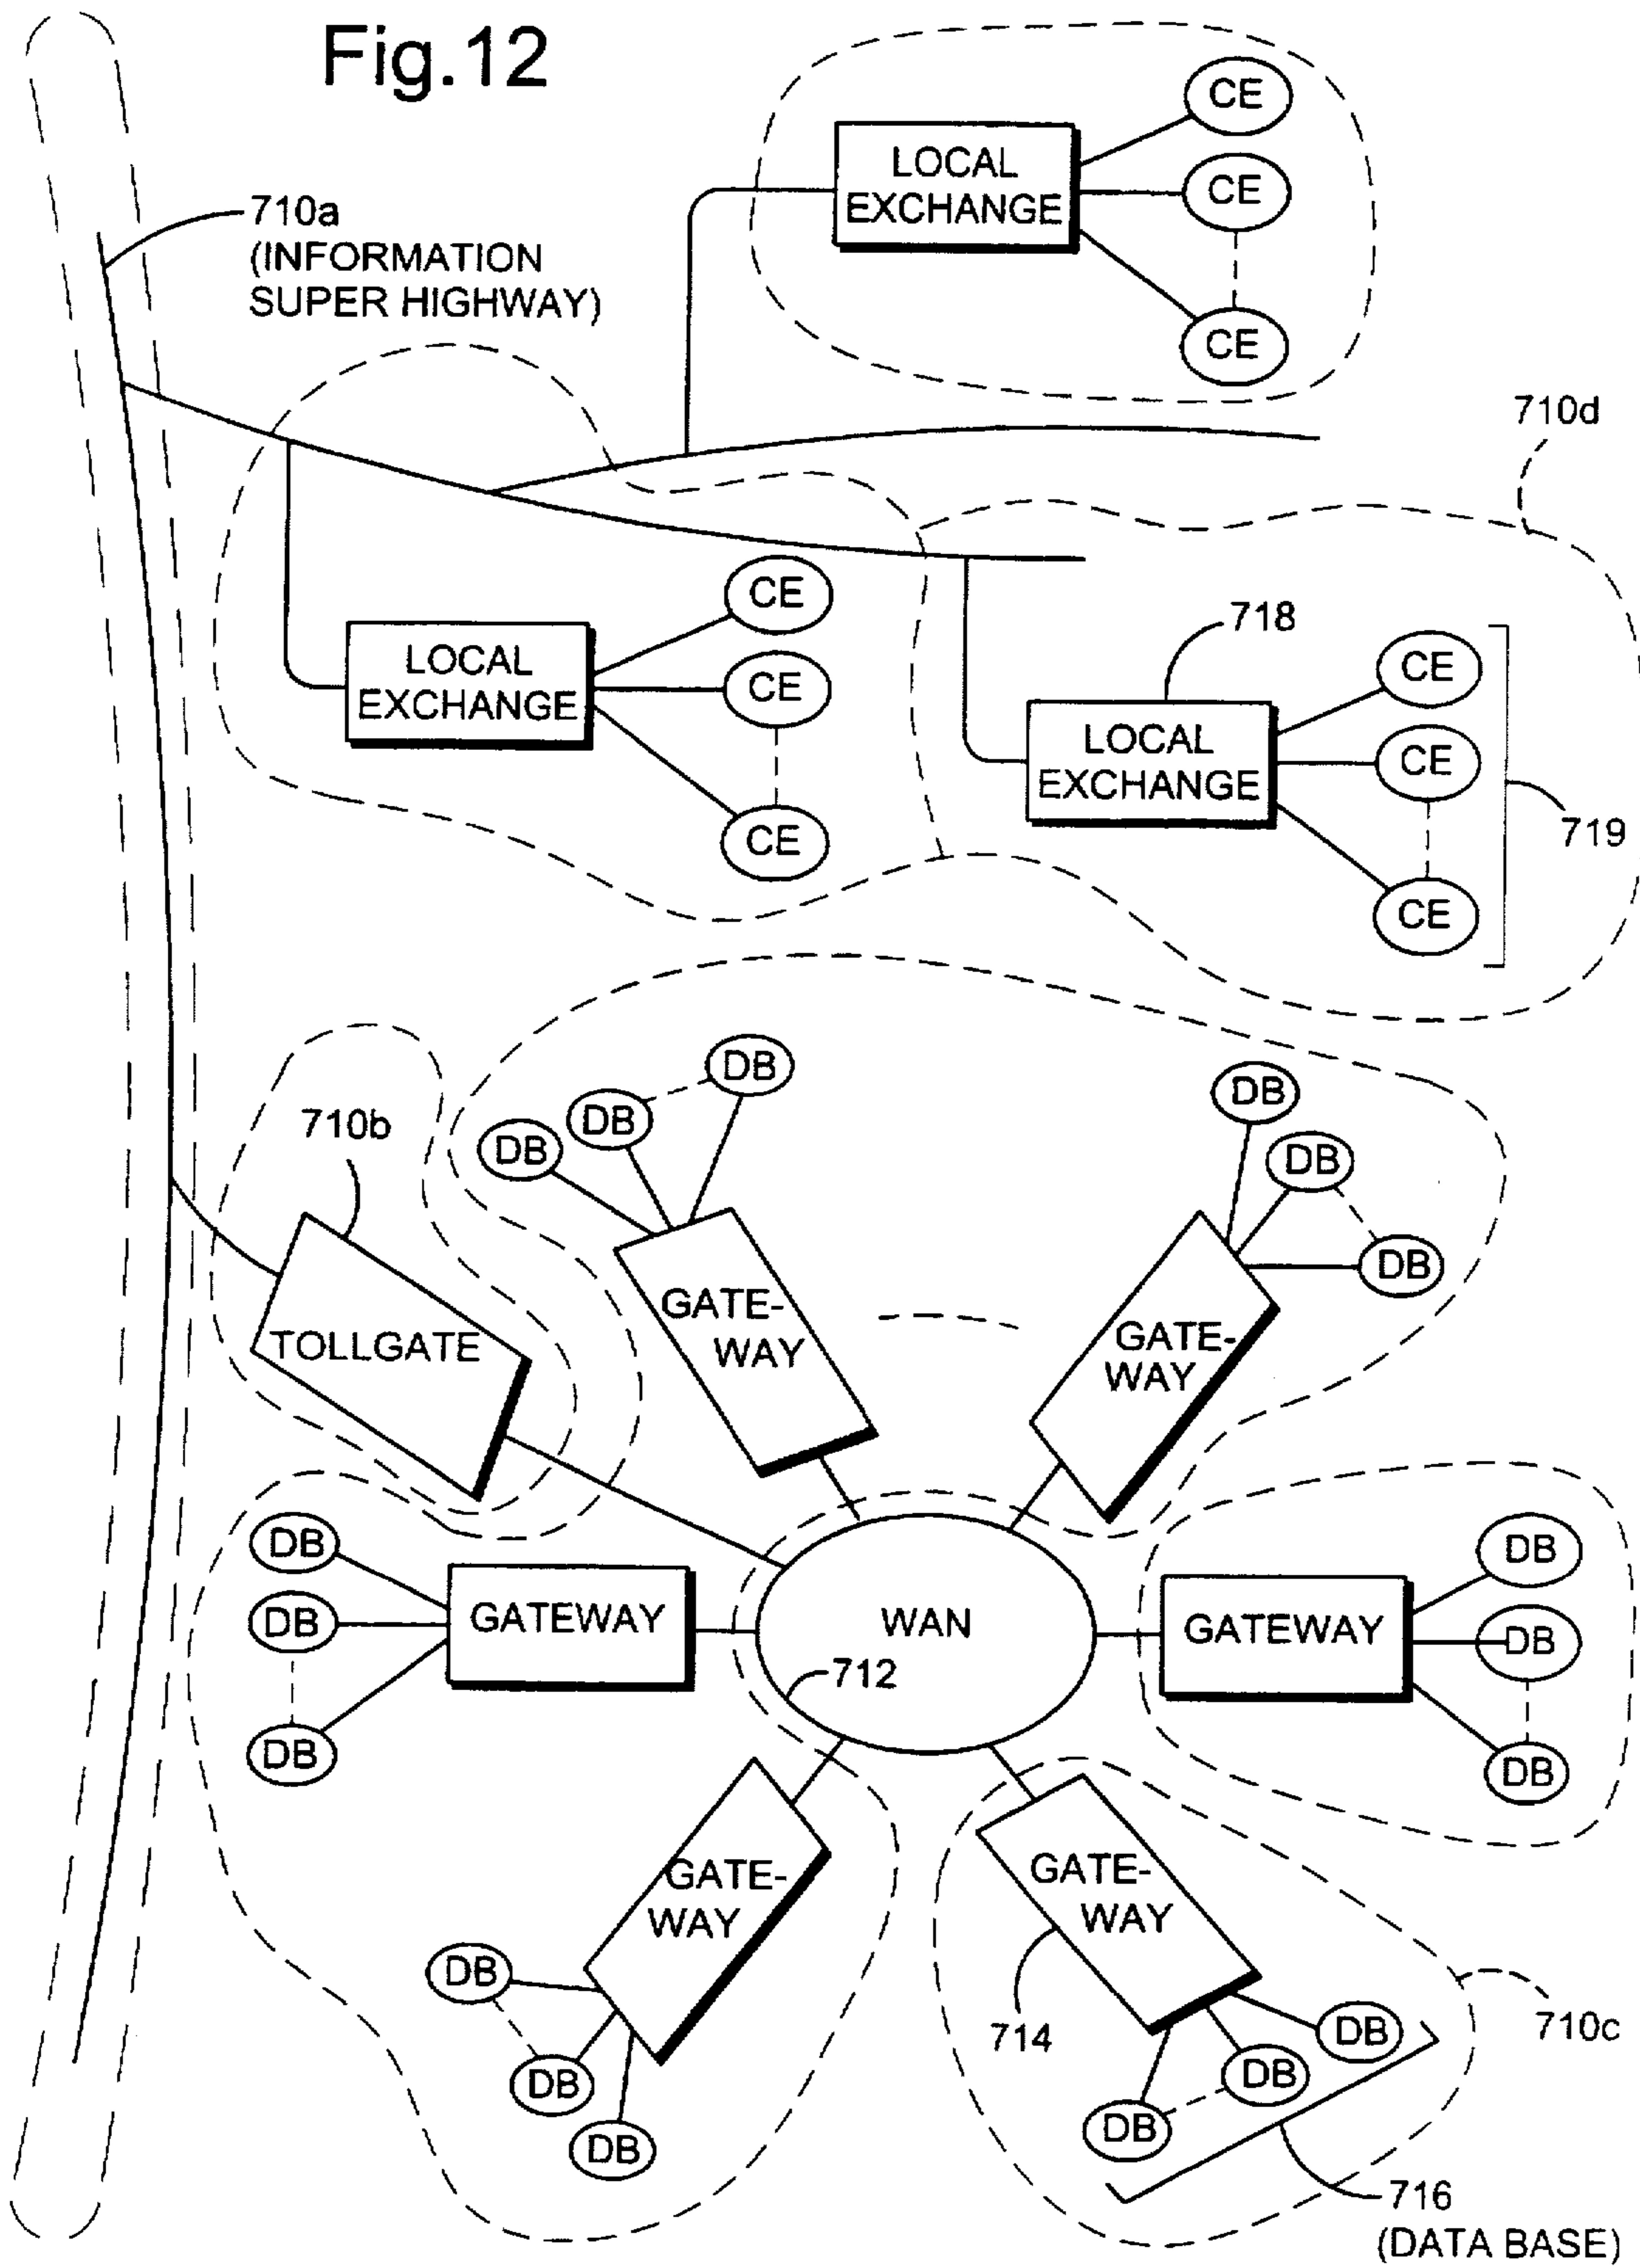 Fig.12
CE
LOCAL
EXCHANGE
CE
CE
710a
(INFORMATION
SUPER HIGHWAY)
710d
CE
LOCAL
EXCHANGE
CE
CE
718
CE
LOCAL
EXCHANGE
CE
CE
719
710b
TOLLGATE
DB
DB
DB
GATE-
WAY
DB
DB
DB
GATE-
WAY
DB
DB
DB
GATEWAY
WAN
712
GATEWAY
DB
DB
DB
GATE-
WAY
DB
DB
DB
GATE-
WAY
714
DB
DB
DB
710c
716
(DATA BASE)